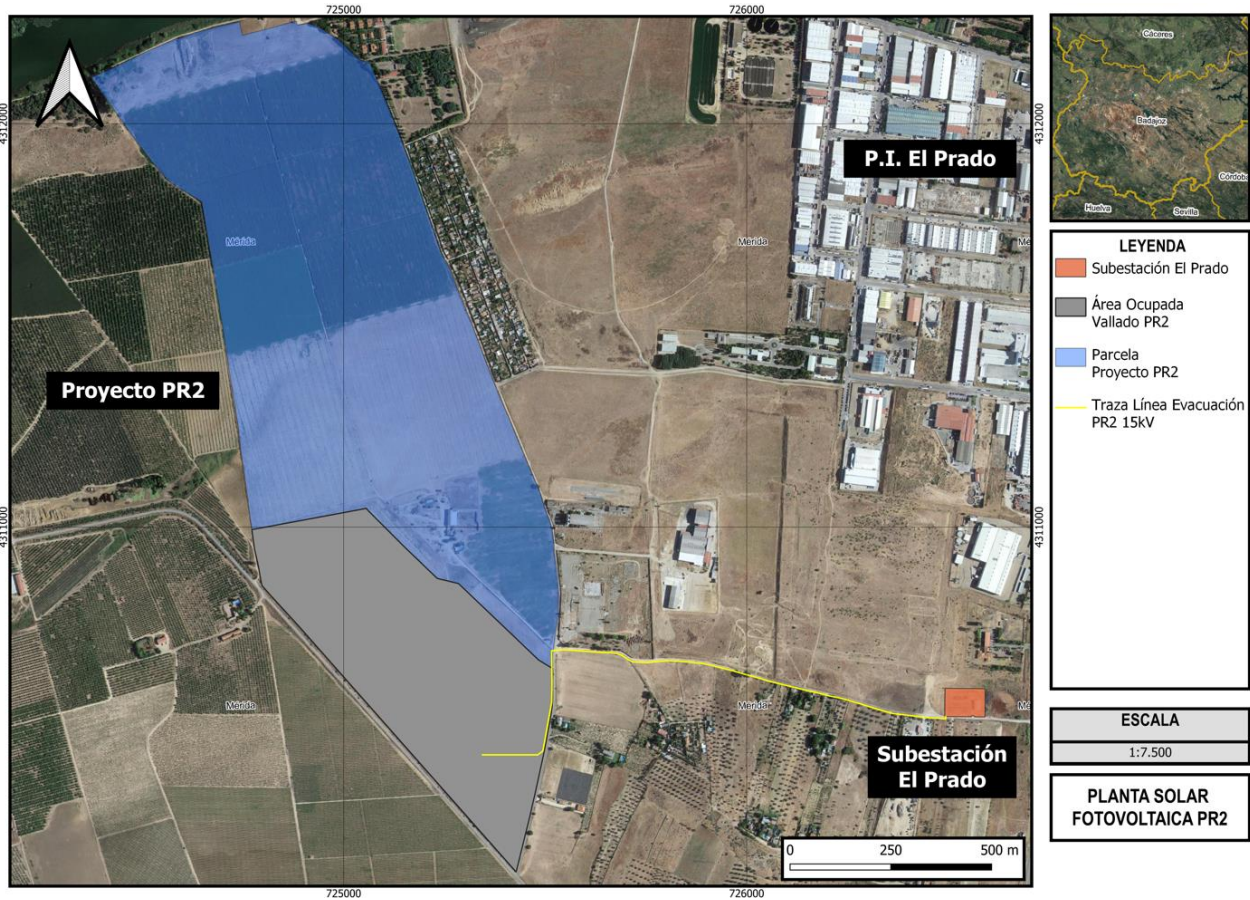 725000
726000
4312000
4312000
P.I. El Prado
Mérida
Mérida
Mé
Proyecto PR2
4311000
4311000
Mérida
Mérida
Mé
Subestación
El Prado
0 250 500 m
725000
726000
Cáceres
Badajoz
Córdoba
Huelva
Sevilla
LEYENDA
Subestación El Prado
Área Ocupada
Vallado PR2
Parcela
Proyecto PR2
Traza Línea Evacuación
PR2 15kV
ESCALA
1:7.500
PLANTA SOLAR
FOTOVOLTAICA PR2